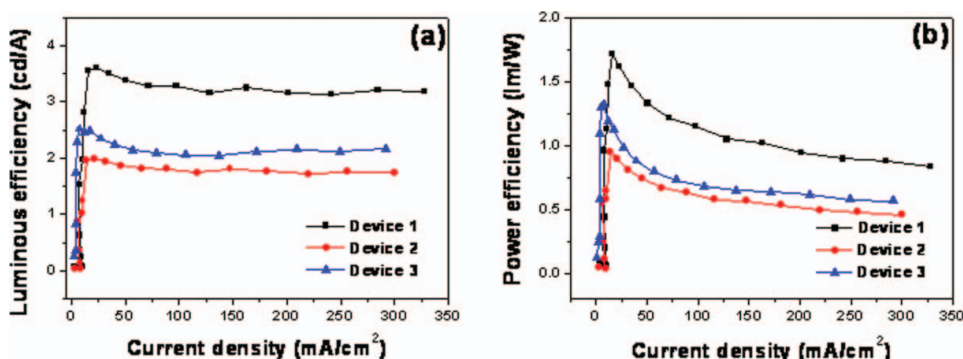 (a)
Luminous efficiency (cd/A)
4
3
2
1
0
Device 1
Device 2
Device 3
0 50 100 150 200 250 300 350
Current density (mA/cm²)
(b)
Power efficiency (lm/W)
2.0
1.5
1.0
0.5
0.0
Device 1
Device 2
Device 3
0 50 100 150 200 250 300 350
Current density (mA/cm²)